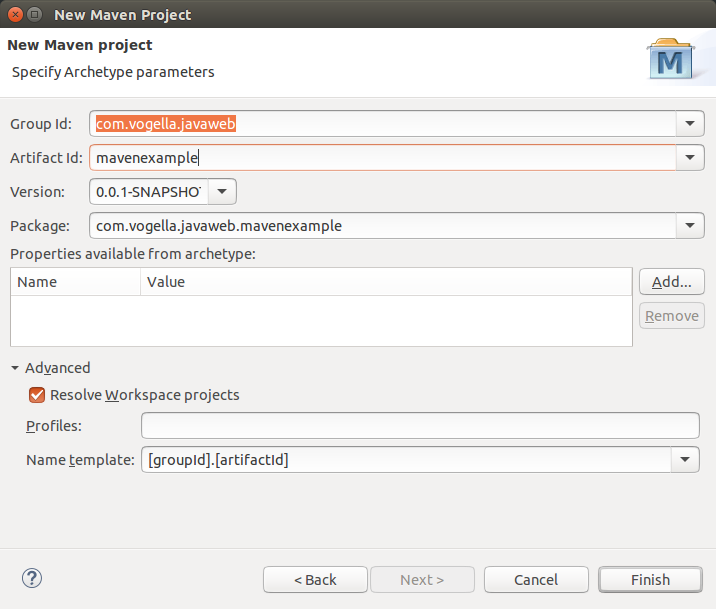 New Maven Project
New Maven project
Specify Archetype parameters
M
Group Id: com.vogella.javaweb
Artifact Id: mavenexample
Version: 0.0.1-SNAPSHOT
Package: com.vogella.javaweb.mavenexample
Properties available from archetype:
Name Value Add...
Remove
Advanced
Resolve Workspace projects
Profiles:
Name template: [groupId].[artifactId]
? < Back Next > Cancel Finish